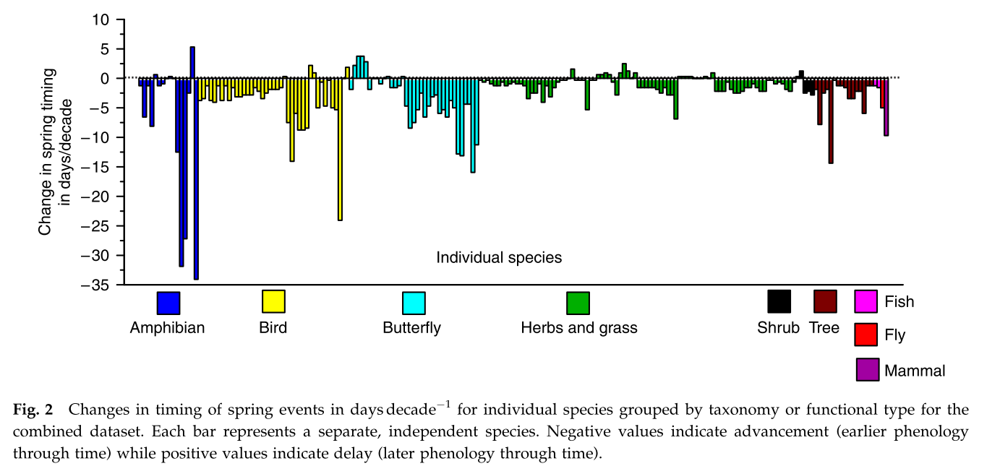 10
5
0
−5
−10
−15
−20
−25
−30
−35
Change in spring timing
in days/decade
Individual species
Amphibian
Bird
Butterfly
Herbs and grass
Shrub
Tree
Fish
Fly
Mammal
Fig. 2 Changes in timing of spring events in days decade−1 for individual species grouped by taxonomy or functional type for the
combined dataset. Each bar represents a separate, independent species. Negative values indicate advancement (earlier phenology
through time) while positive values indicate delay (later phenology through time).